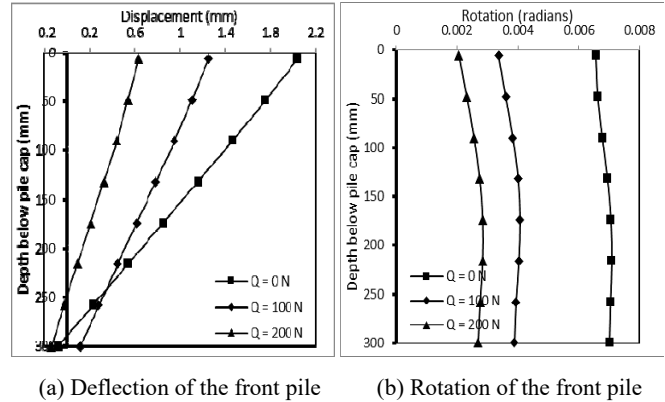 Displacement (mm)
0.2 0.2 0.6 1 1.4 1.8 2.2
0
50
100
150
200
250
300
Depth below pile cap (mm)
Q = 0 N
Q = 100 N
Q = 200 N
Rotation (radians)
0 0.002 0.004 0.006 0.008
0
50
100
150
200
250
300
Depth below pile cap (mm)
Q = 0 N
Q = 100 N
Q = 200 N
(a) Deflection of the front pile (b) Rotation of the front pile